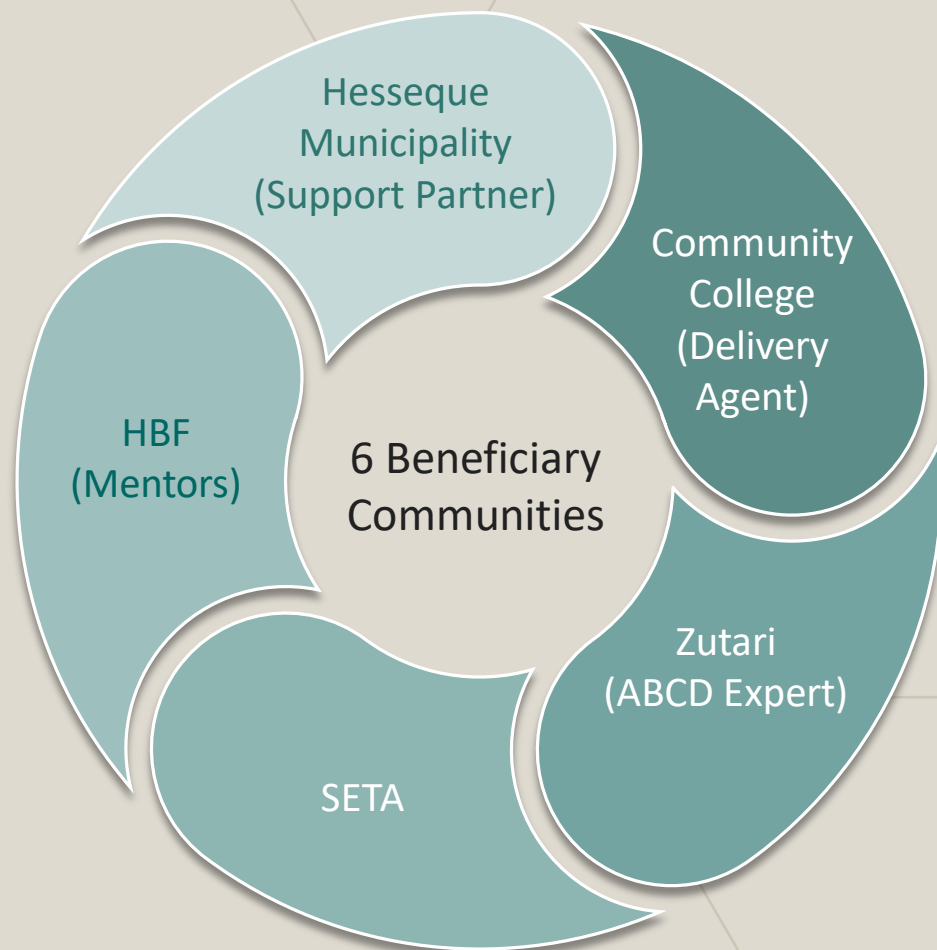 Hesseque
Municipality
(Support Partner)
Community
College
(Delivery
Agent)
Zutari
(ABCD Expert)
SETA
HBF
(Mentors)
6 Beneficiary
Communities